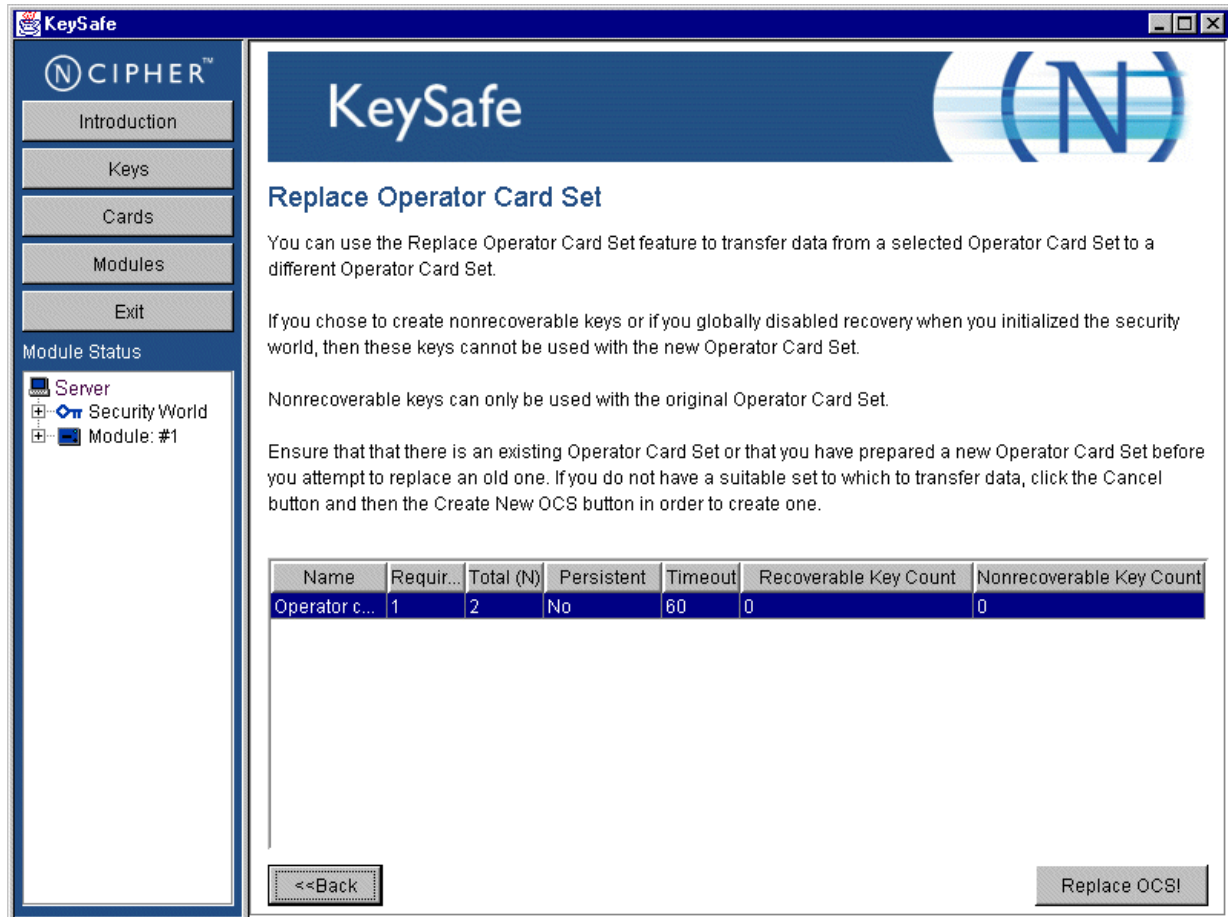 KeySafe
NCIPHER™
Introduction
Keys
Cards
Modules
Exit
Module Status
Server
Security World
Module: #1
KeySafe
(N)
Replace Operator Card Set
You can use the Replace Operator Card Set feature to transfer data from a selected Operator Card Set to a
different Operator Card Set.
If you chose to create nonrecoverable keys or if you globally disabled recovery when you initialized the security
world, then these keys cannot be used with the new Operator Card Set.
Nonrecoverable keys can only be used with the original Operator Card Set.
Ensure that that there is an existing Operator Card Set or that you have prepared a new Operator Card Set before
you attempt to replace an old one. If you do not have a suitable set to which to transfer data, click the Cancel
button and then the Create New OCS button in order to create one.
Name Requir... Total (N) Persistent Timeout Recoverable Key Count Nonrecoverable Key Count
Operator c... 1 2 No 60 0 0
<<Back Replace OCS!